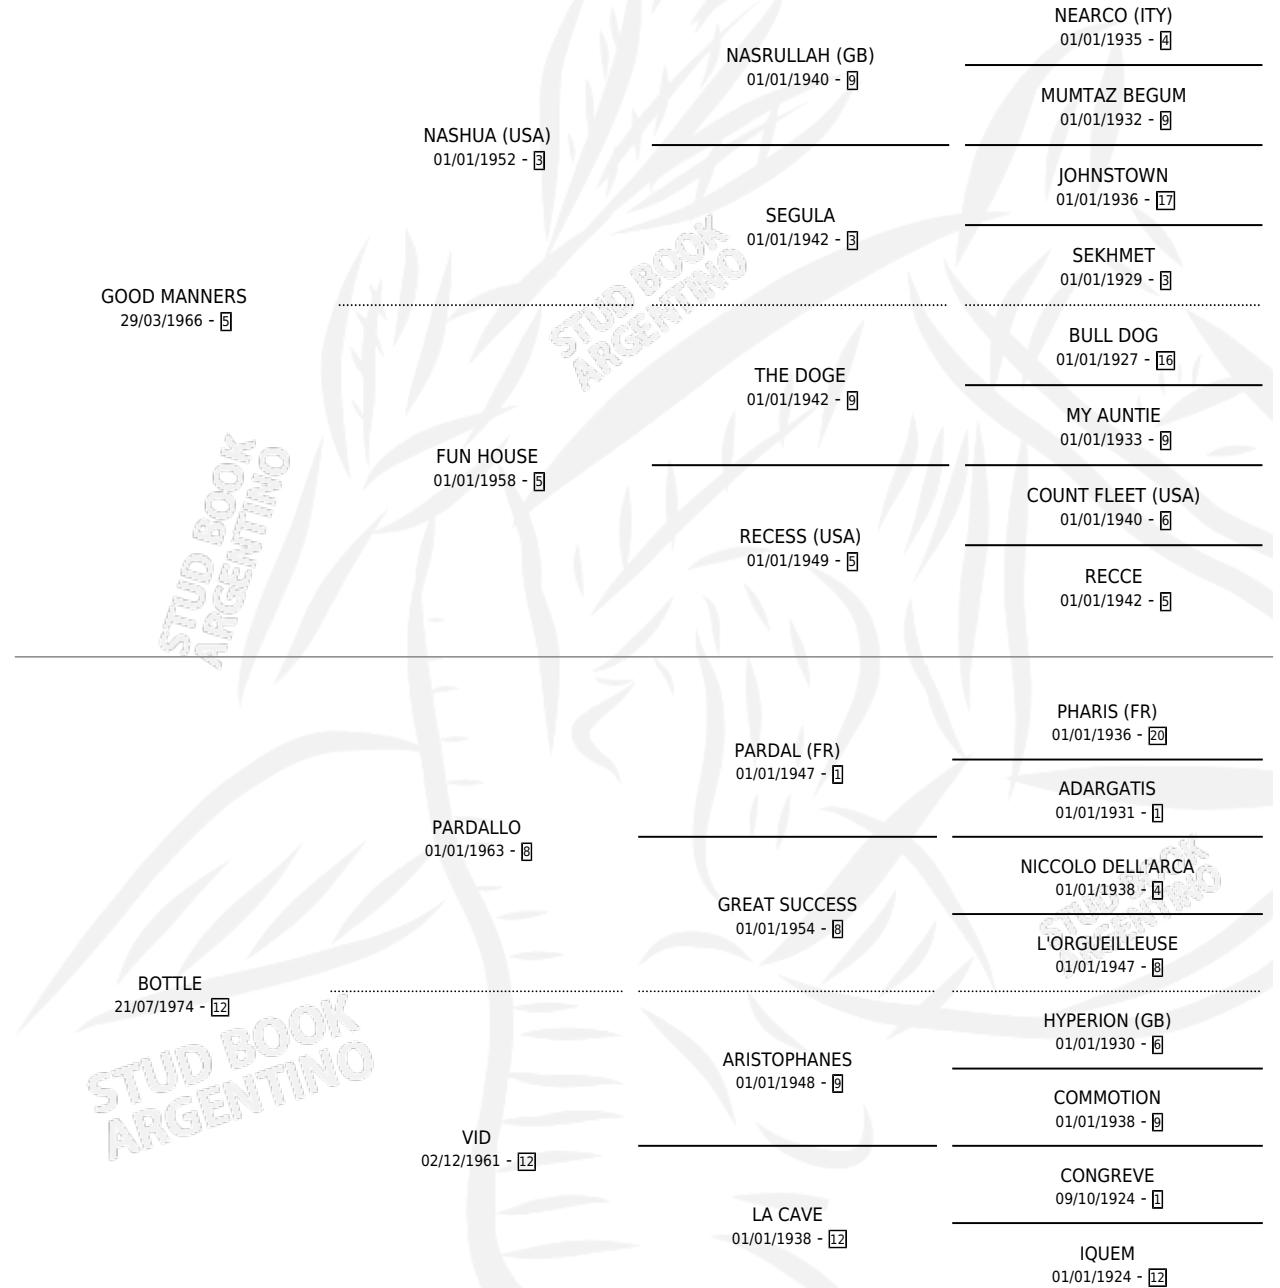 NEARCO (ITY)
01/01/1935 - 4
NASRULLAH (GB)
01/01/1940 - 9
MUMTAZ BEGUM
01/01/1932 - 9
NASHUA (USA)
01/01/1952 - 3
JOHNSTOWN
01/01/1936 - 17
SEGULA
01/01/1942 - 3
SEKHMET
01/01/1929 - 3
GOOD MANNERS
29/03/1966 - 5
BULL DOG
01/01/1927 - 16
THE DOGE
01/01/1942 - 9
MY AUNTIE
01/01/1933 - 9
FUN HOUSE
01/01/1958 - 5
COUNT FLEET (USA)
01/01/1940 - 6
RECESS (USA)
01/01/1949 - 5
RECCE
01/01/1942 - 5
STUD BOOK
ARGENTINO
STUD BOOK
ARGENTINO
PHARIS (FR)
01/01/1936 - 20
PARDAL (FR)
01/01/1947 - 1
ADARGATIS
01/01/1931 - 1
PARDALLO
01/01/1963 - 8
NICCOLO DELL'ARCA
01/01/1938 - 4
GREAT SUCCESS
01/01/1954 - 8
L'ORGUEILLEUSE
01/01/1947 - 8
BOTTLE
21/07/1974 - 12
HYPERION (GB)
01/01/1930 - 6
ARISTOPHANES
01/01/1948 - 9
COMMOTION
01/01/1938 - 9
VID
02/12/1961 - 12
CONGREVE
09/10/1924 - 1
LA CAVE
01/01/1938 - 12
IQUEM
01/01/1924 - 12
STUD BOOK
ARGENTINO
STUD BOOK
ARGENTINO